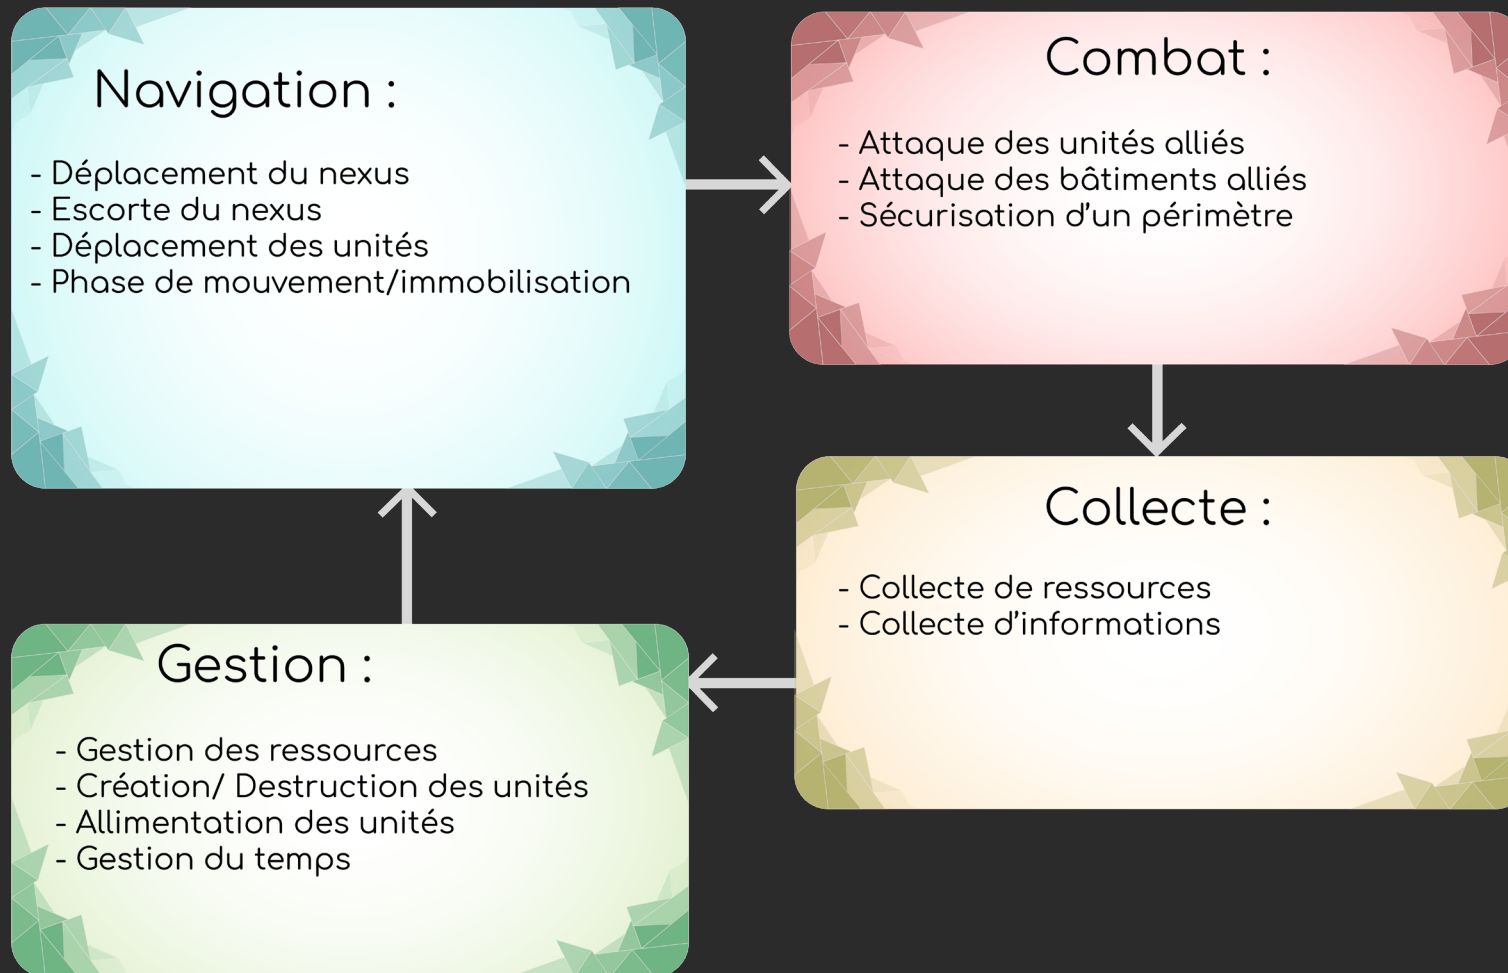 Navigation :
- Déplacement du nexus
- Escorte du nexus
- Déplacement des unités
- Phase de mouvement/immobilisation
Combat :
- Attaque des unités alliés
- Attaque des bâtiments alliés
- Sécurisation d'un périmètre
Collecte :
- Collecte de ressources
- Collecte d'informations
Gestion :
- Gestion des ressources
- Création/ Destruction des unités
- Allimentation des unités
- Gestion du temps